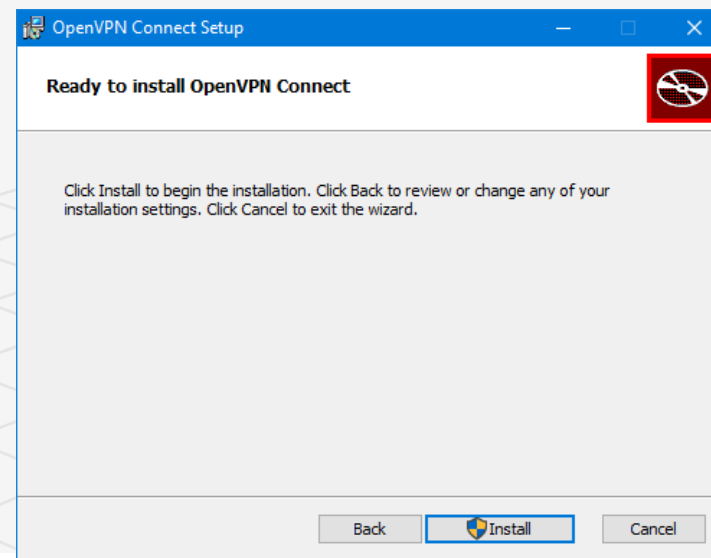 OpenVPN Connect Setup
Ready to install OpenVPN Connect
Click Install to begin the installation. Click Back to review or change any of your
installation settings. Click Cancel to exit the wizard.
Back Install Cancel